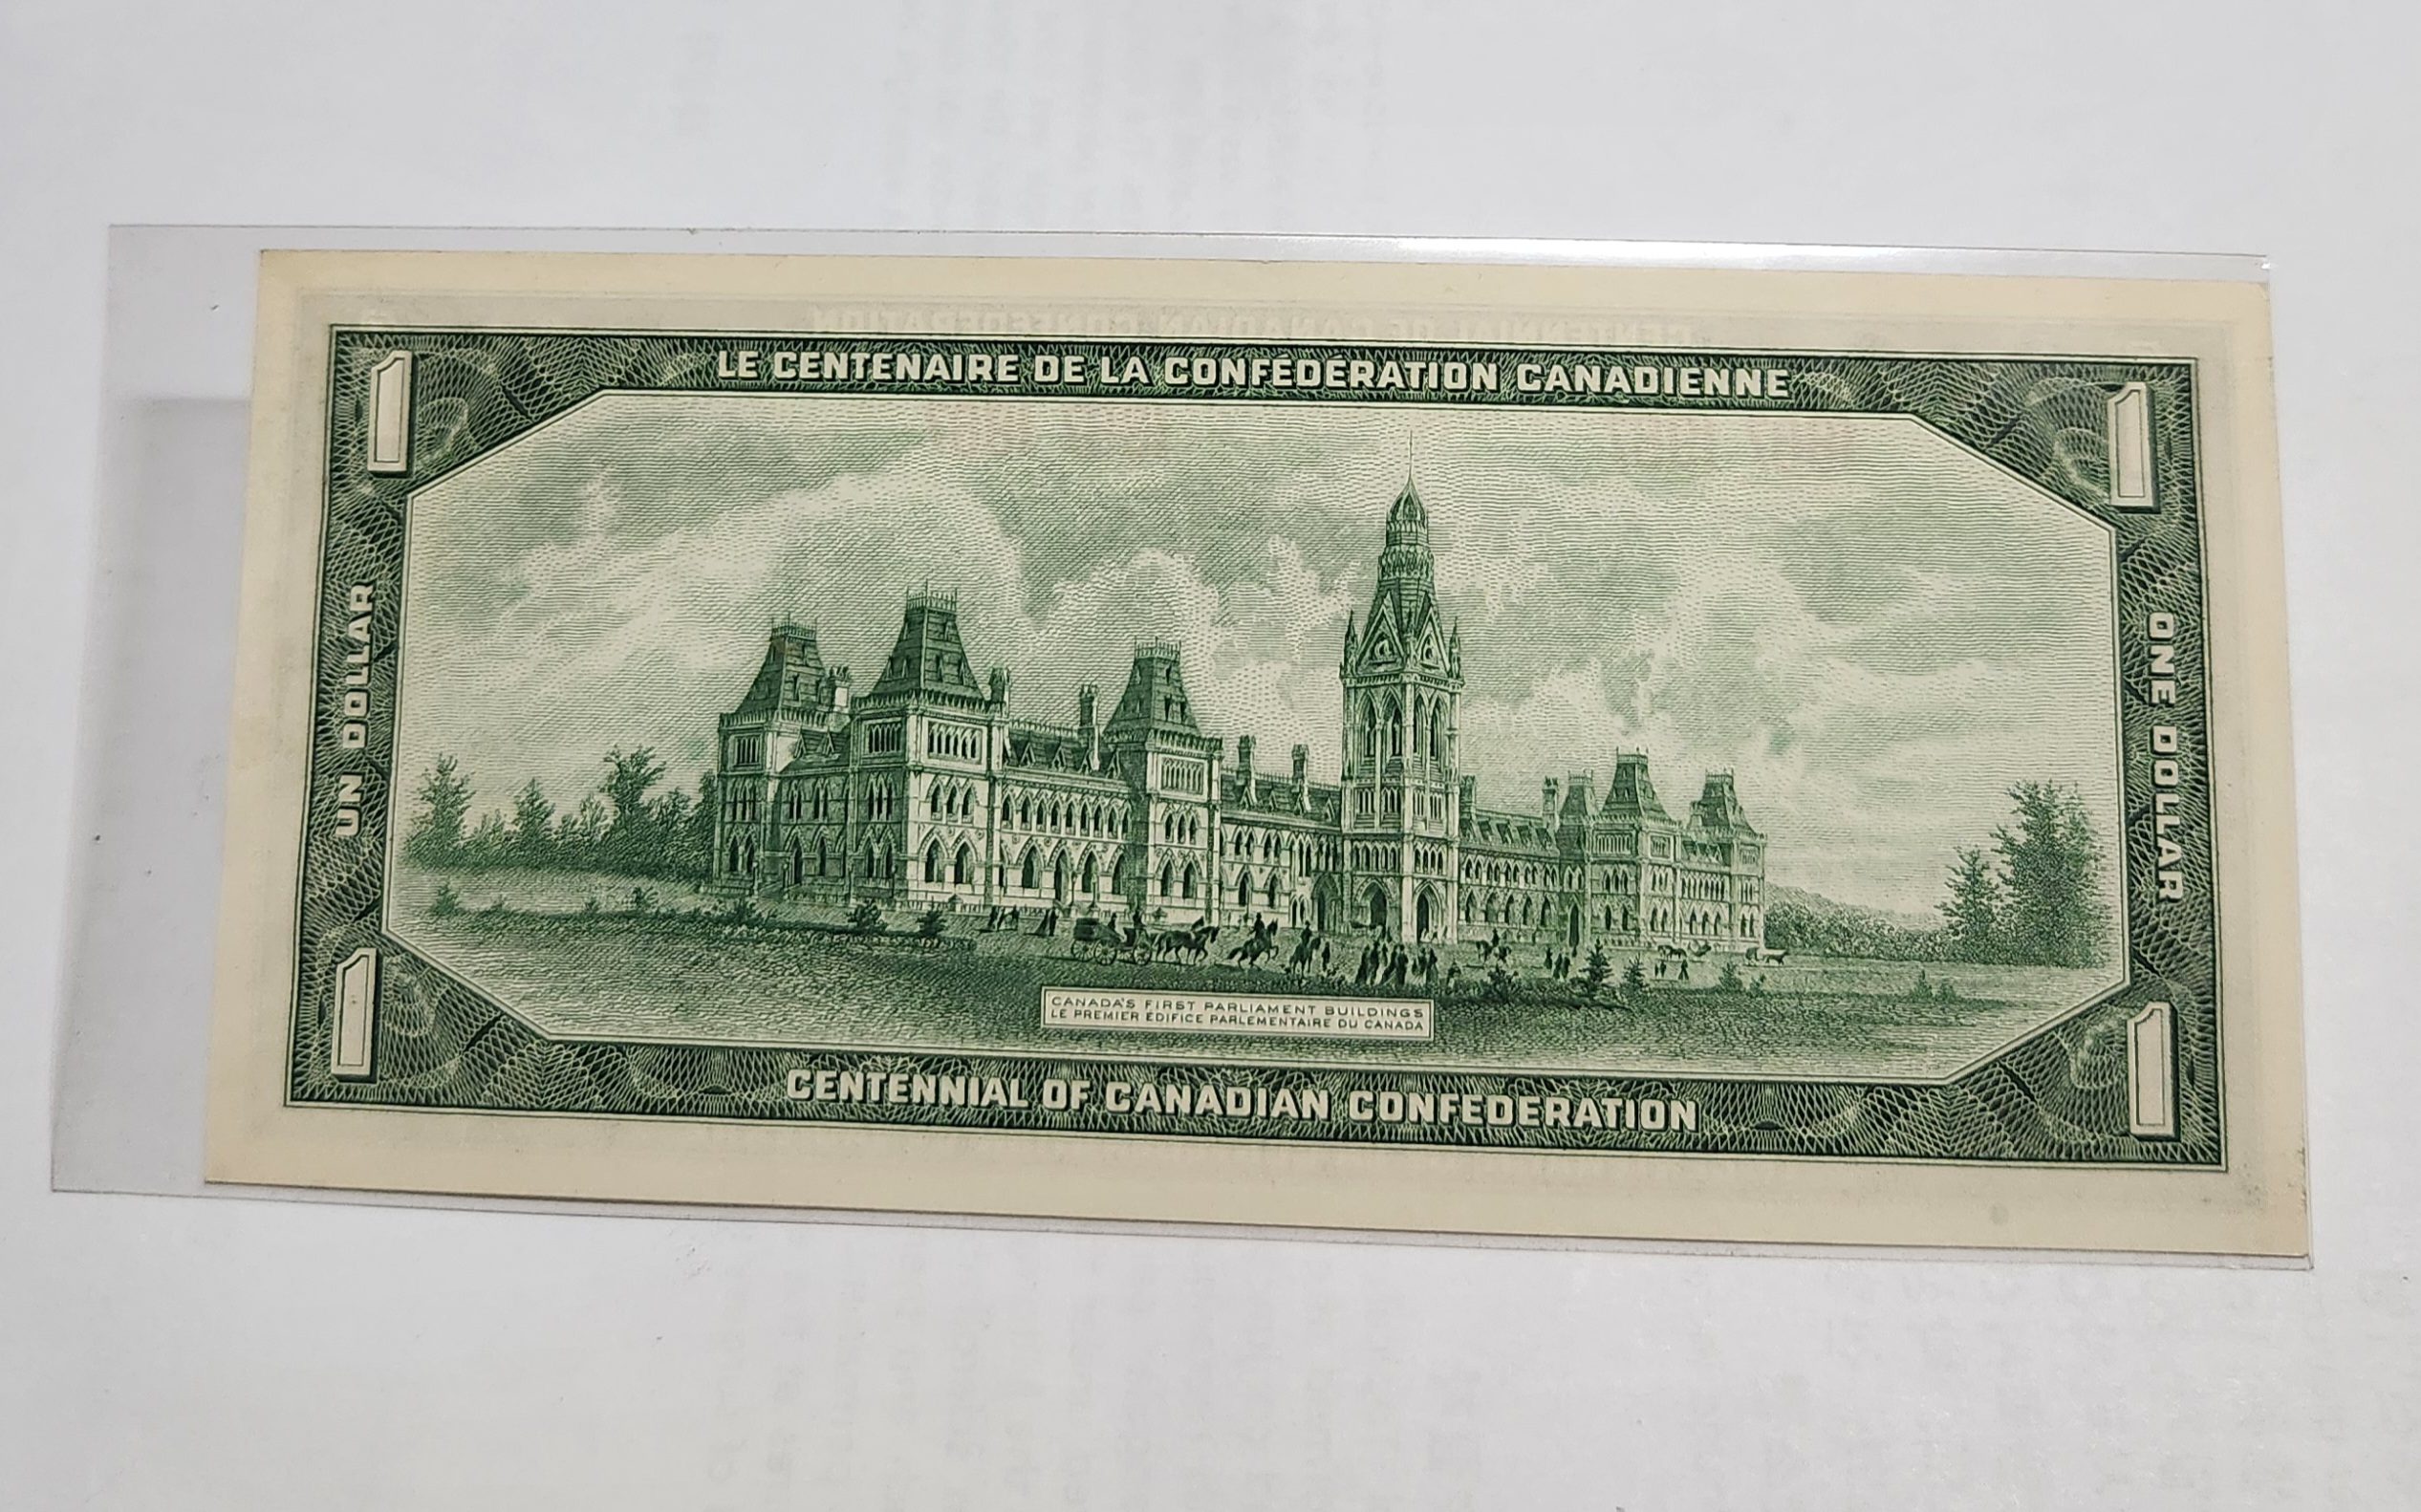 LE CENTENAIRE DE LA CONFÉDÉRATION CANADIENNE
1
1
UN DOLLAR
ONE DOLLAR
CANADA'S FIRST PARLIAMENT BUILDINGS
LE PREMIER ÉDIFICE PARLEMENTAIRE DU CANADA
1
1
CENTENNIAL OF CANADIAN CONFEDERATION